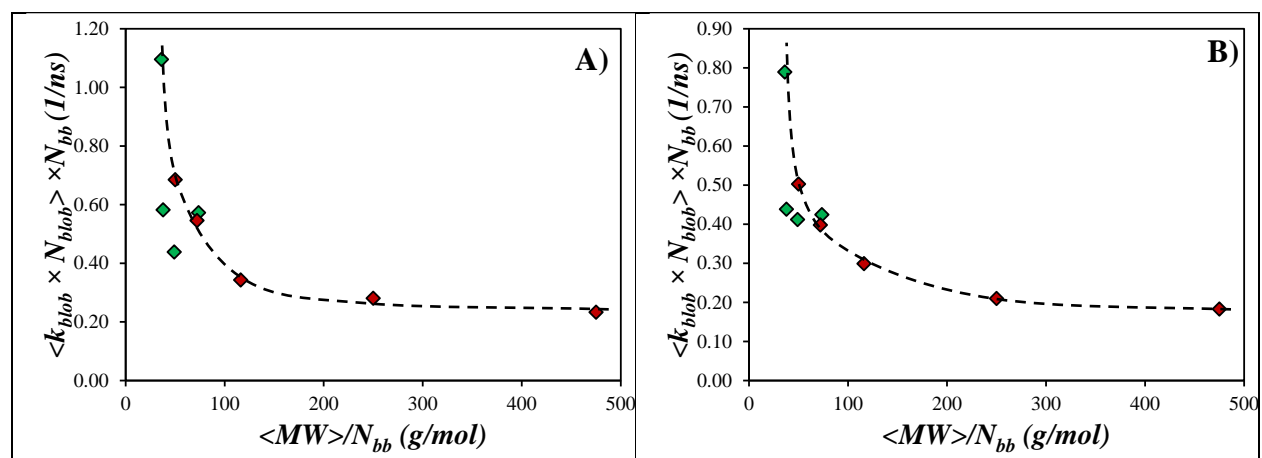 A)
<k_blob × N_blob> ×N_bb (1/ns)
1.20
1.00
0.80
0.60
0.40
0.20
0.00
0 100 200 300 400 500
<MW>/N_bb (g/mol)
B)
<k_blob × N_blob> ×N_bb (1/ns)
0.90
0.80
0.70
0.60
0.50
0.40
0.30
0.20
0.10
0.00
0 100 200 300 400 500
<MW>/N_bb (g/mol)